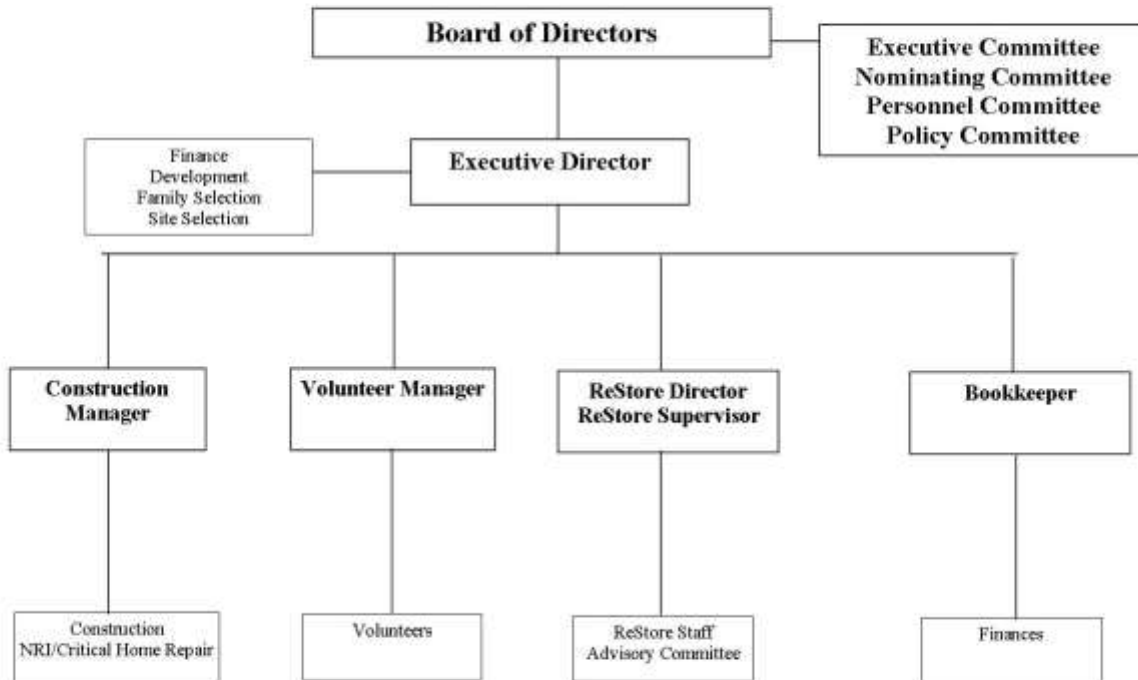 Board of Directors
Executive Committee
Nominating Committee
Personnel Committee
Policy Committee
Finance
Development
Family Selection
Site Selection
Executive Director
Construction
Manager
Volunteer Manager
ReStore Director
ReStore Supervisor
Bookkeeper
Construction
NRI/Critical Home Repair
Volunteers
ReStore Staff
Advisory Committee
Finances